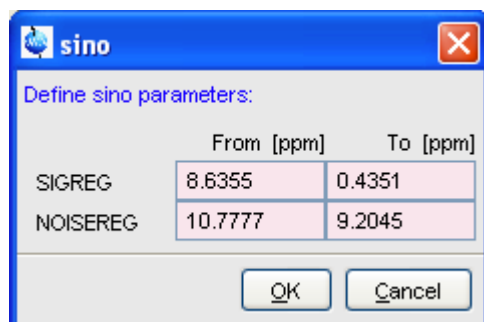 sino
Define sino parameters:
From [ppm] To [ppm]
SIGREG 8.6355 0.4351
NOISEREG 10.7777 9.2045
OK Cancel